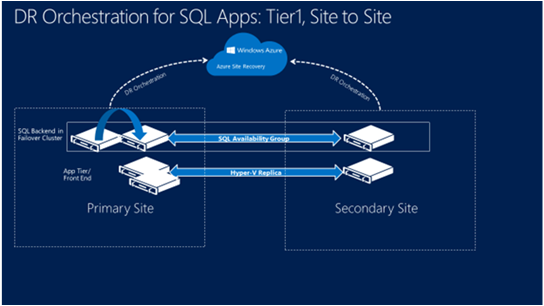 DR Orchestration for SQL Apps: Tier1, Site to Site
Windows Azure
Azure Site Recovery
DR Orchestration
DR Orchestration
SQL Backend in
Failover Cluster
SQL Availability Group
App Tier/
Front End
Hyper-V Replica
Primary Site
Secondary Site